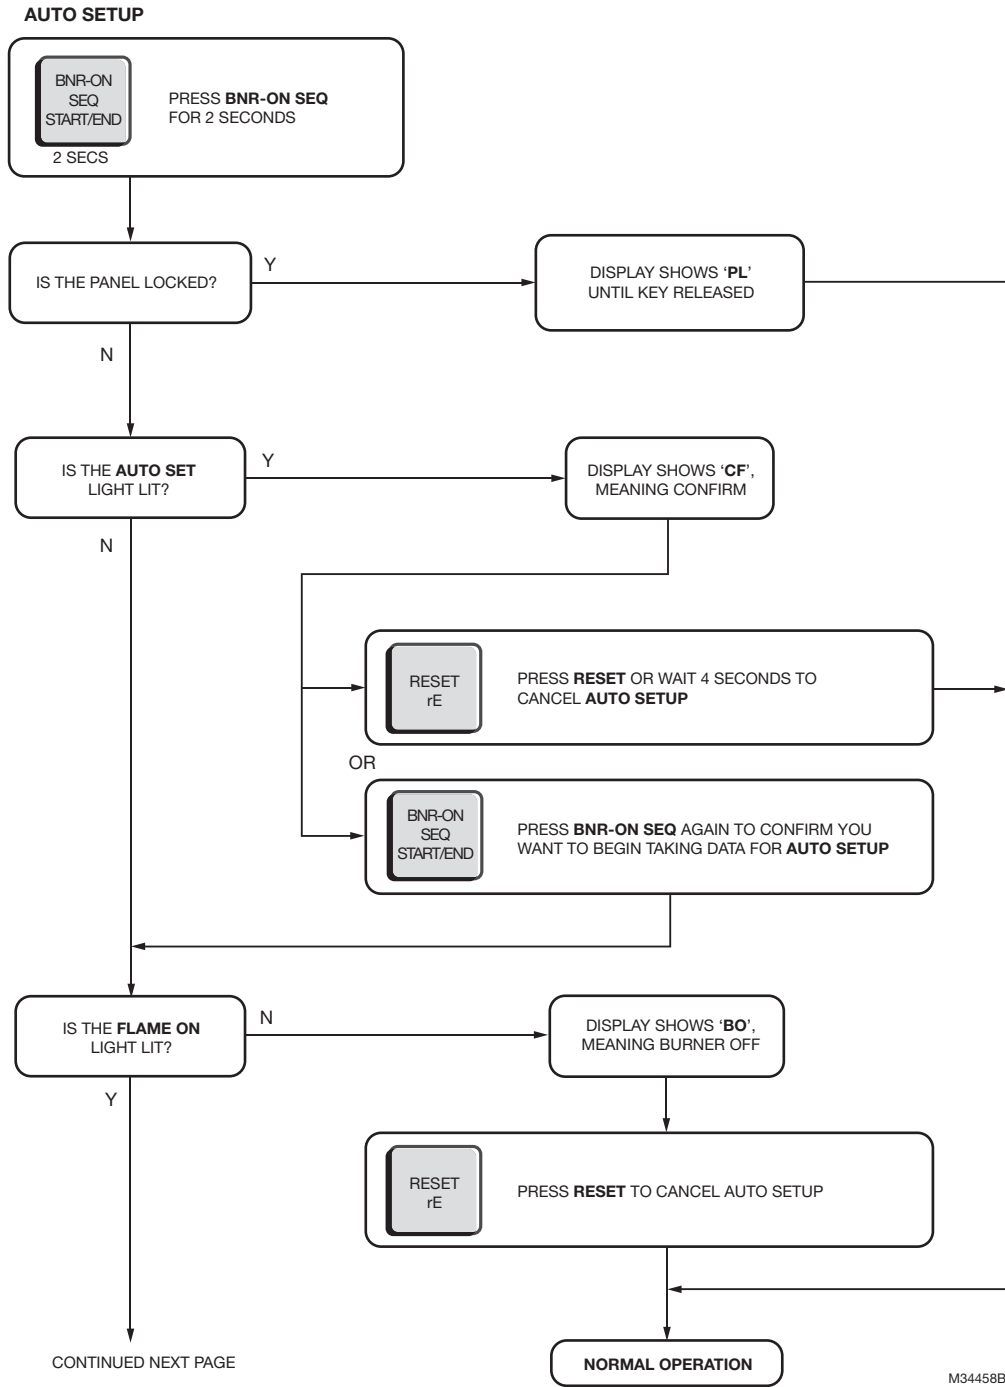 AUTO SETUP
BNR-ON
SEQ
START/END
2 SECS
PRESS BNR-ON SEQ
FOR 2 SECONDS
IS THE PANEL LOCKED?
Y
DISPLAY SHOWS ‘PL’
UNTIL KEY RELEASED
N
IS THE AUTO SET
LIGHT LIT?
Y
DISPLAY SHOWS ‘CF’,
MEANING CONFIRM
N
RESET
rE
PRESS RESET OR WAIT 4 SECONDS TO
CANCEL AUTO SETUP
OR
BNR-ON
SEQ
START/END
PRESS BNR-ON SEQ AGAIN TO CONFIRM YOU
WANT TO BEGIN TAKING DATA FOR AUTO SETUP
IS THE FLAME ON
LIGHT LIT?
N
DISPLAY SHOWS ‘BO’,
MEANING BURNER OFF
Y
RESET
rE
PRESS RESET TO CANCEL AUTO SETUP
CONTINUED NEXT PAGE
NORMAL OPERATION
M34458B